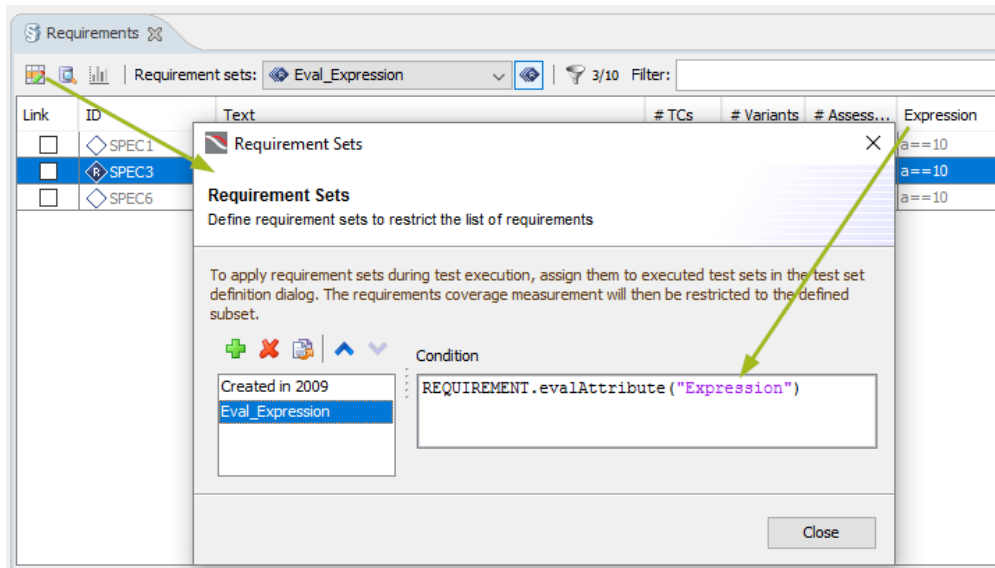 Requirements
Requirement sets: Eval_Expression 3/10 Filter:
Link ID Text # TCs # Variants # Assess... Expression
SPEC1 a==10
R SPEC3 a==10
SPEC6 a==10
Requirement Sets
Requirement Sets
Define requirement sets to restrict the list of requirements
To apply requirement sets during test execution, assign them to executed test sets in the test set
definition dialog. The requirements coverage measurement will then be restricted to the defined
subset.
Condition
Created in 2009
Eval_Expression
REQUIREMENT.evalAttribute("Expression")
Close